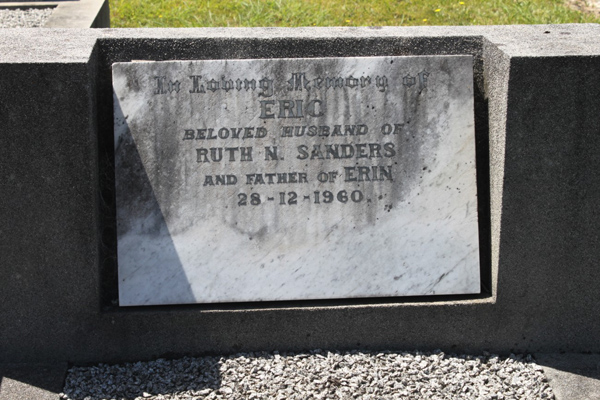 In Loving Memory of
ERIC
BELOVED HUSBAND OF
RUTH N. SANDERS
AND FATHER OF ERIN
28-12-1960.